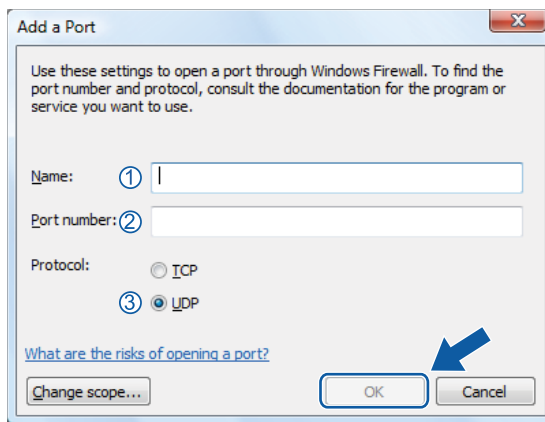 Add a Port
Use these settings to open a port through Windows Firewall. To find the
port number and protocol, consult the documentation for the program or
service you want to use.
Name: ①
Port number: ②
Protocol: TCP
③ UDP
What are the risks of opening a port?
Change scope... OK Cancel